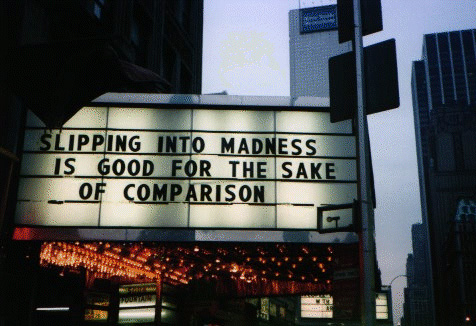 SLIPPING INTO MADNESS
IS GOOD FOR THE SAKE
OF COMPARISON